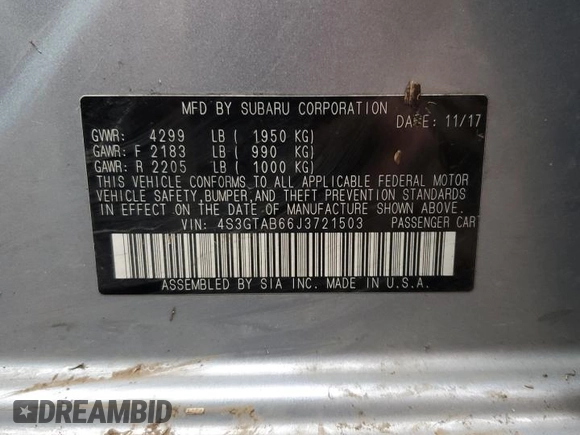 MFD BY SUBARU CORPORATION
DATE: 11/17
GVWR: 4299 LB ( 1950 KG)
GAWR: F 2183 LB ( 990 KG)
GAWR: R 2205 LB ( 1000 KG)
THIS VEHICLE CONFORMS TO ALL APPLICABLE FEDERAL MOTOR
VEHICLE SAFETY, BUMPER, AND THEFT PREVENTION STANDARDS
IN EFFECT ON THE DATE OF MANUFACTURE SHOWN ABOVE.
VIN: 4S3GTAB66J3721503 PASSENGER CAR
ASSEMBLED BY SIA INC. MADE IN U.S.A.
DREAMBID